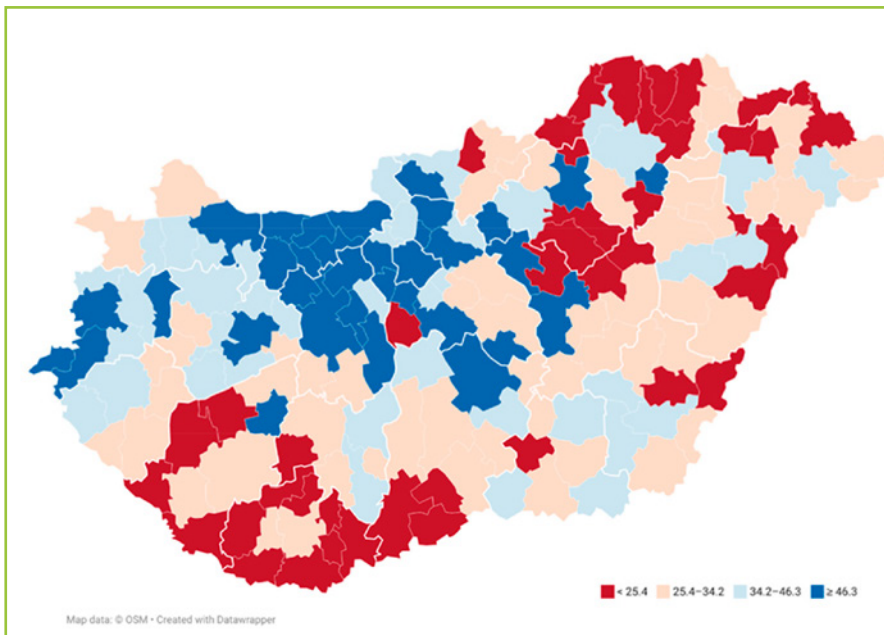 < 25.4 25.4–34.2 34.2–46.3 ≥ 46.3
Map data: © OSM • Created with Datawrapper